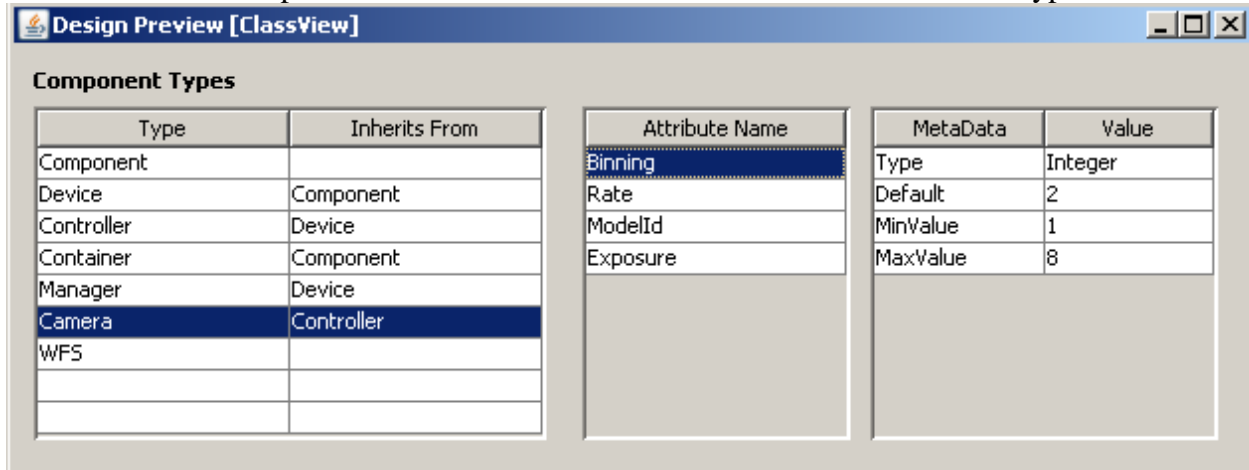 Design Preview [ClassView]
Component Types
Type Inherits From Attribute Name MetaData Value
Component Binning Type Integer
Device Component Rate Default 2
Controller Device ModelId MinValue 1
Container Component Exposure MaxValue 8
Manager Device
Camera Controller
WFS